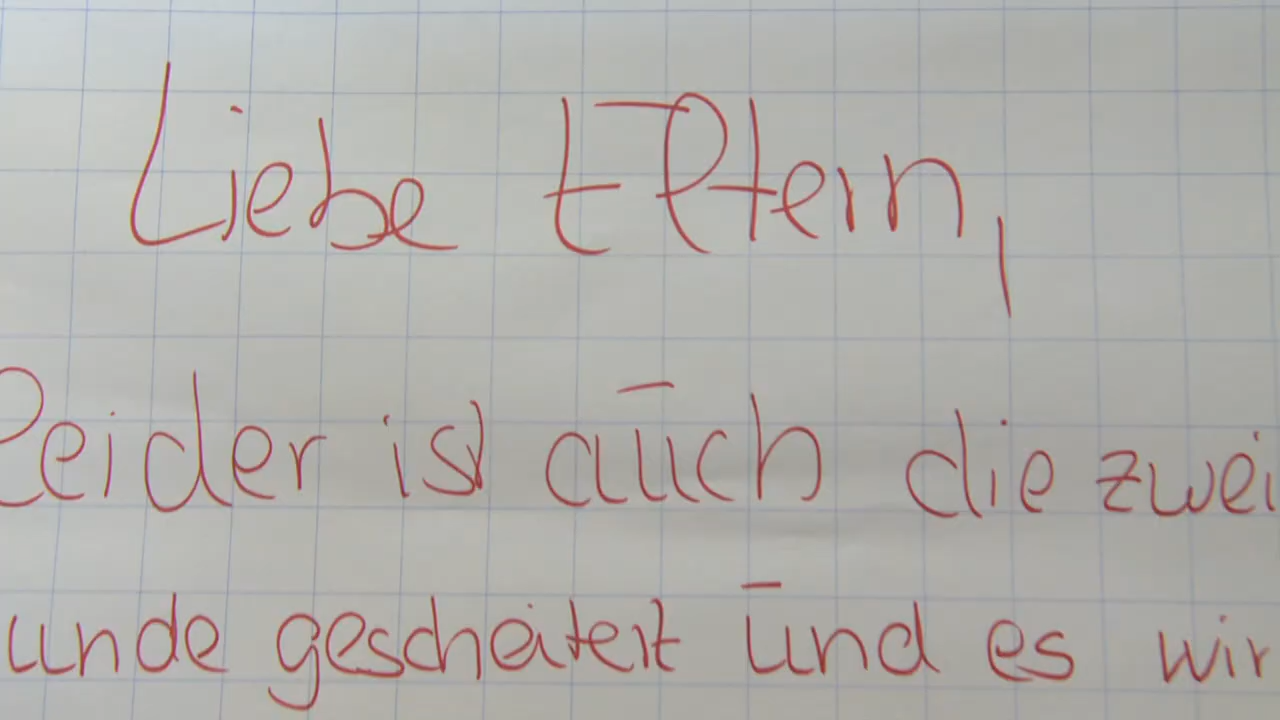 Liebe Eltern,
Leider ist auch die zwei
unde gescheitert und es wir